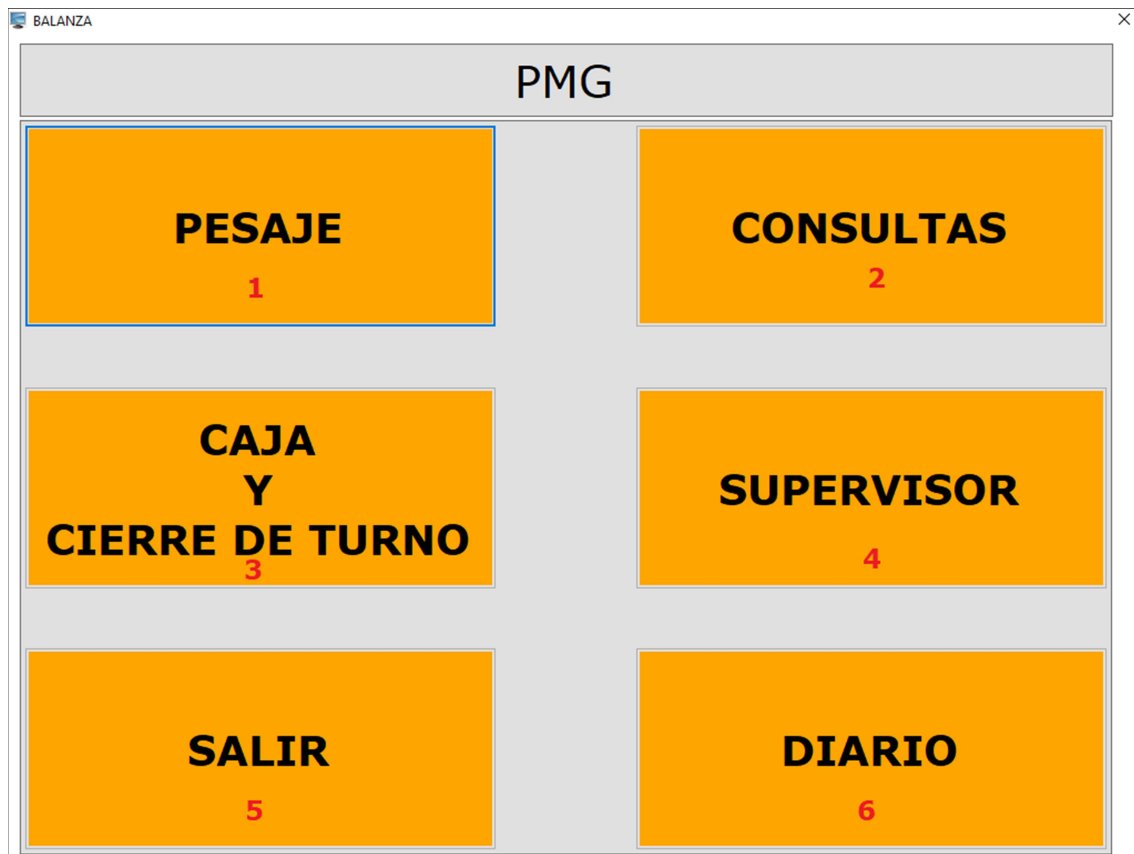 BALANZA
PMG
PESAJE
1
CONSULTAS
2
CAJA
Y
CIERRE DE TURNO
3
SUPERVISOR
4
SALIR
5
DIARIO
6